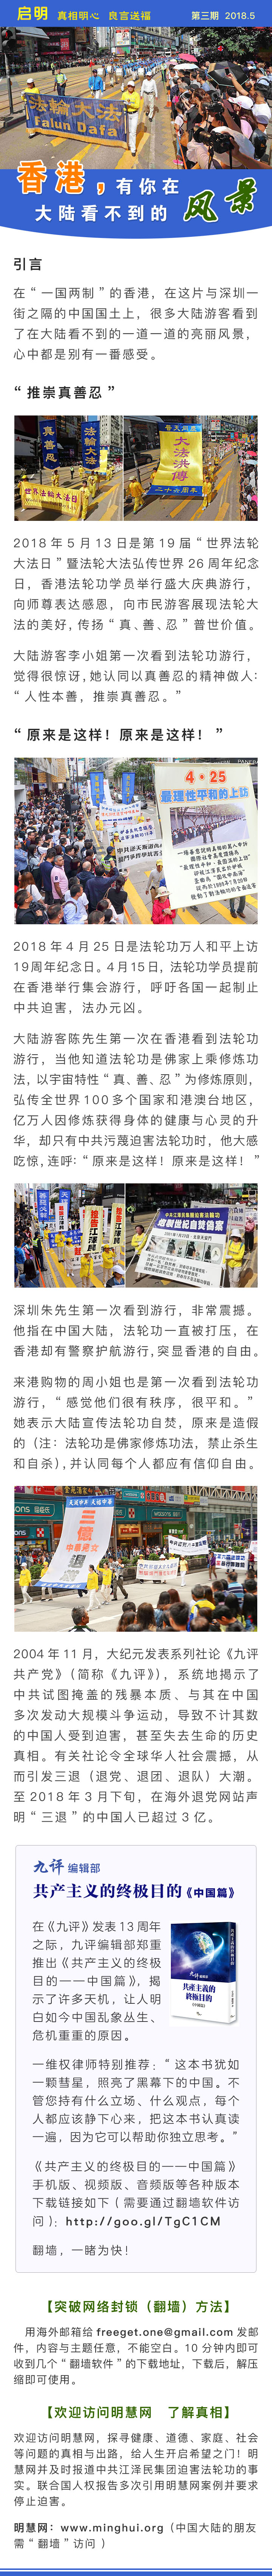 启明 真相明心 良言送福 第三期 2018.5
法輪大法
Falun Dafa
香港，有你在
大陆看不到的风景
引言
在“一国两制”的香港，在这片与深圳一
街之隔的中国国土上，很多大陆游客看到
了在大陆看不到的一道一道的亮丽风景，
心中都是别有一番感受。
“推崇真善忍”
真善忍
法輪大法
世界法輪大法日
普天同慶
大法洪傳
二十六周年
2018 年 5 月 13 日是第 19 届“世界法轮
大法日”暨法轮大法弘传世界 26 周年纪念
日，香港法轮功学员举行盛大庆典游行，
向师尊表达感恩，向市民游客展现法轮大
法的美好，传扬“真、善、忍”普世价值。
大陆游客李小姐第一次看到法轮功游行，
觉得很惊讶，她认同以真善忍的精神做人：
“人性本善，推崇真善忍。”
“原来是这样！原来是这样！”
4•25
最理性平和的上訪
2018 年 4 月 25 日是法轮功万人和平上访
19周年纪念日。4月15日，法轮功学员提前
在香港举行集会游行，呼吁各国一起制止
中共迫害，法办元凶。
大陆游客陈先生第一次在香港看到法轮功
游行，当他知道法轮功是佛家上乘修炼功
法，以宇宙特性“真、善、忍”为修炼原则，
弘传全世界 100 多个国家和港澳台地区，
亿万人因修炼获得身体的健康与心灵的升
华，却只有中共污蔑迫害法轮功时，他大感
吃惊，连呼：“原来是这样！原来是这样！”
深圳朱先生第一次看到游行，非常震撼。
他指在中国大陆，法轮功一直被打压，在
香港却有警察护航游行，突显香港的自由。
来港购物的周小姐也是第一次看到法轮功
游行，“感觉他们很有秩序，很平和。”
她表示大陆宣传法轮功自焚，原来是造假
的（注：法轮功是佛家修炼功法，禁止杀生
和自杀），并认同每个人都应有信仰自由。
三億
2004 年 11 月，大纪元发表系列社论《九评
共产党》（简称《九评》），系统地揭示了
中共试图掩盖的残暴本质、与其在中国
多次发动大规模斗争运动，导致不计其数
的中国人受到迫害，甚至失去生命的历史
真相。有关社论令全球华人社会震撼，从
而引发三退（退党、退团、退队）大潮。
至 2018 年 3 月下旬，在海外退党网站声
明“三退”的中国人已超过 3 亿。
九评 编辑部
共产主义的终极目的《中国篇》
在《九评》发表 13 周年
之际，九评编辑部郑重
推出《共产主义的终极
目的——中国篇》，揭
示了许多天机，让人明
白如今中国乱象丛生、
危机重重的原因。
共產主義的
終極目的
一维权律师特别推荐：“这本书犹如
一颗彗星，照亮了黑幕下的中国。不
管您持有什么立场、什么观点，每个
人都应该静下心来，把这本书认真读
一遍，因为它可以帮助你独立思考。”
《共产主义的终极目的——中国篇》
手机版、视频版、音频版等各种版本
下载链接如下（需要通过翻墙软件访
问）：http://goo.gl/TgC1CM
翻墙，一睹为快！
【突破网络封锁（翻墙）方法】
用海外邮箱给 freeget.one@gmail.com 发邮
件，内容与主题任意，不能空白。10 分钟内即可
收到几个“翻墙软件”的下载地址，下载后，解压
缩即可使用。
【欢迎访问明慧网 了解真相】
欢迎访问明慧网，探寻健康、道德、家庭、社会
等问题的真相与出路，给人生开启希望之门！明
慧网并及时报道中共江泽民集团迫害法轮功的事
实。联合国人权报告多次引用明慧网案例并要求
停止迫害。
明慧网：www.minghui.org（中国大陆的朋友
需“翻墙”访问 ）